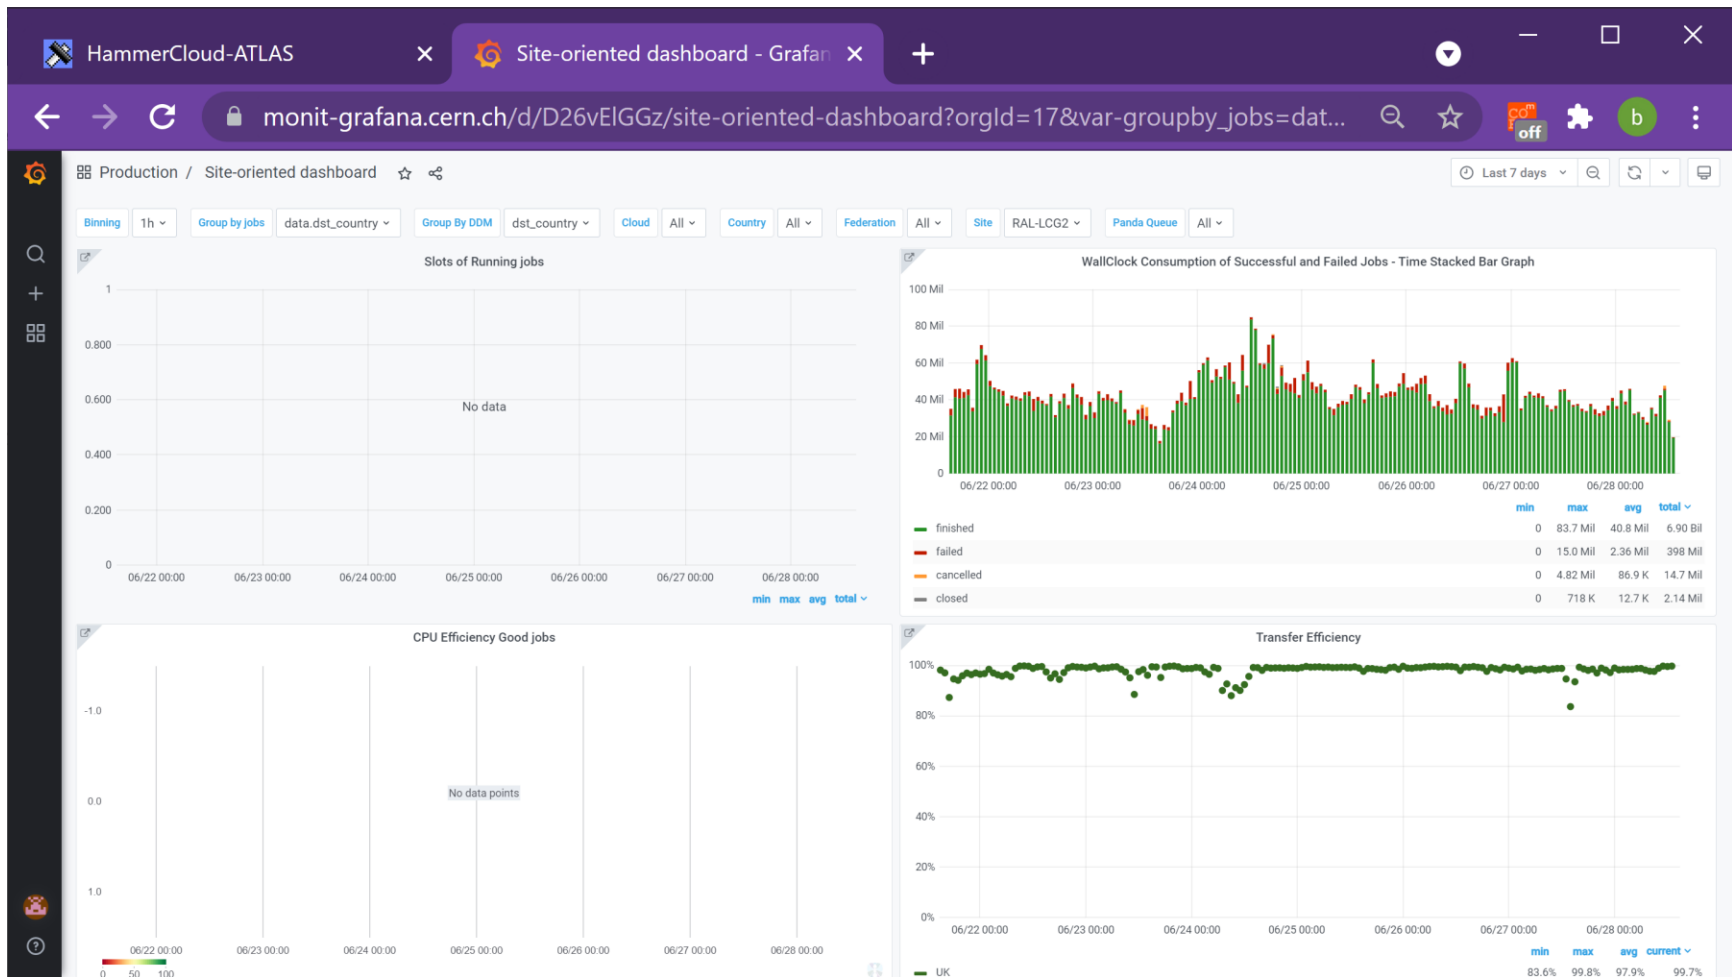 HammerCloud-ATLAS
Site-oriented dashboard - Grafan
monit-grafana.cern.ch/d/D26vElGGz/site-oriented-dashboard?orgId=17&var-groupby_jobs=dat...
off
b
Production / Site-oriented dashboard
Last 7 days
Binning 1h Group by jobs data.dst_country Group By DDM dst_country Cloud All Country All Federation All Site RAL-LCG2 Panda Queue All
Slots of Running jobs
1
0.800
0.600
0.400
0.200
0
No data
06/22 00:00 06/23 00:00 06/24 00:00 06/25 00:00 06/26 00:00 06/27 00:00 06/28 00:00
min max avg total
WallClock Consumption of Successful and Failed Jobs - Time Stacked Bar Graph
100 Mil
80 Mil
60 Mil
40 Mil
20 Mil
0
06/22 00:00 06/23 00:00 06/24 00:00 06/25 00:00 06/26 00:00 06/27 00:00 06/28 00:00
min max avg total
finished 0 83.7 Mil 40.8 Mil 6.90 Bil
failed 0 15.0 Mil 2.36 Mil 398 Mil
cancelled 0 4.82 Mil 86.9 K 14.7 Mil
closed 0 718 K 12.7 K 2.14 Mil
CPU Efficiency Good jobs
-1.0
0.0
1.0
No data points
06/22 00:00 06/23 00:00 06/24 00:00 06/25 00:00 06/26 00:00 06/27 00:00 06/28 00:00
0 50 100
Transfer Efficiency
100%
80%
60%
40%
20%
0%
06/22 00:00 06/23 00:00 06/24 00:00 06/25 00:00 06/26 00:00 06/27 00:00 06/28 00:00
min max avg current
UK 83.6% 99.8% 97.9% 99.7%